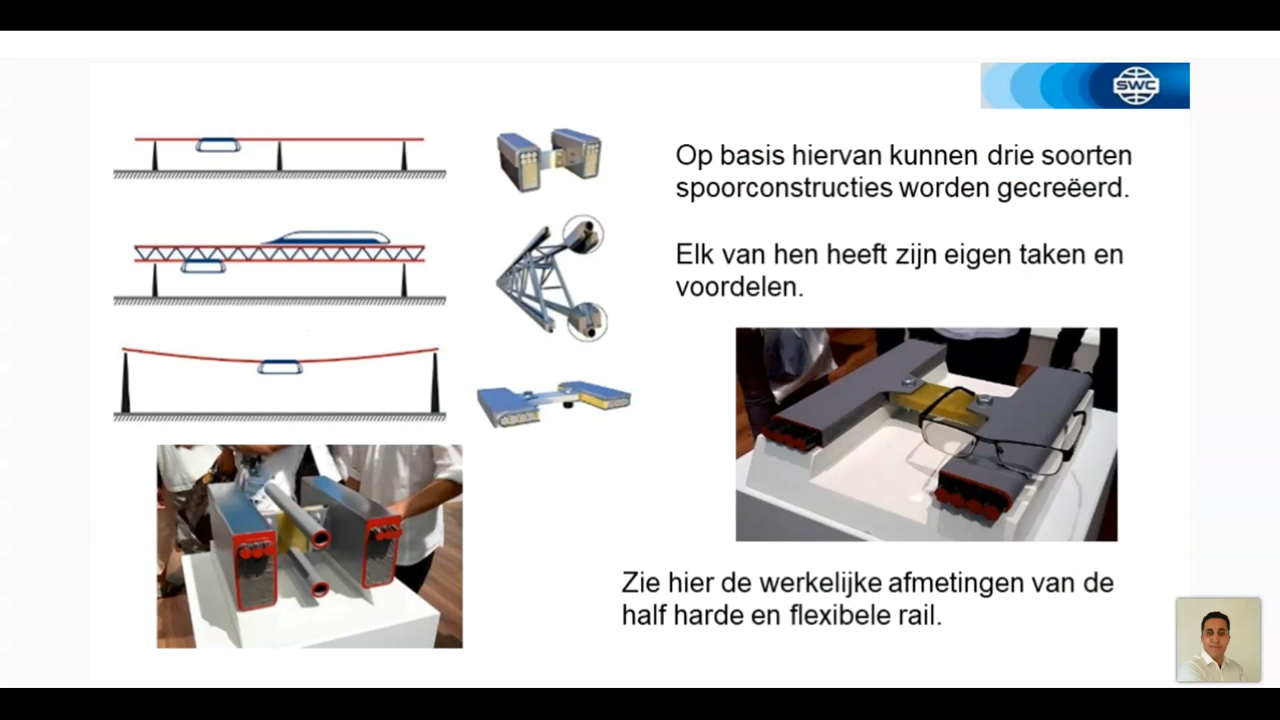 SWC
Op basis hiervan kunnen drie soorten
spoorconstructies worden gecreëerd.
Elk van hen heeft zijn eigen taken en
voordelen.
Zie hier de werkelijke afmetingen van de
half harde en flexibele rail.